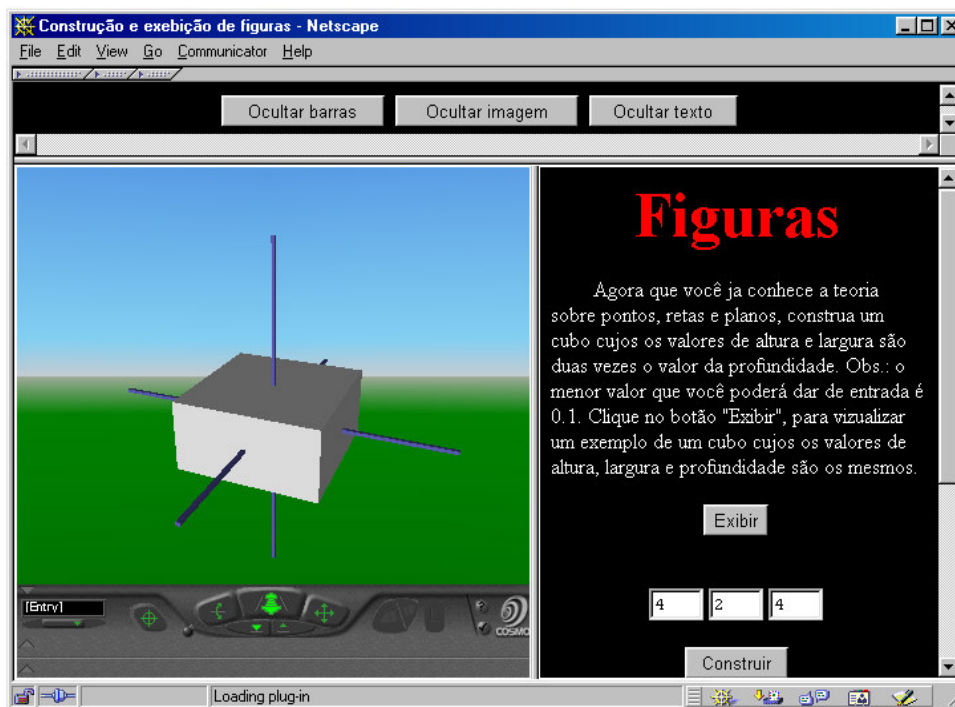 Construção e exebição de figuras - Netscape
File Edit View Go Communicator Help
Ocultar barras Ocultar imagem Ocultar texto
Figuras
Agora que você ja conhece a teoria
sobre pontos, retas e planos, construa um
cubo cujos os valores de altura e largura são
duas vezes o valor da profundidade. Obs.: o
menor valor que você poderá dar de entrada é
0.1. Clique no botão "Exibir", para vizualizar
um exemplo de um cubo cujos os valores de
altura, largura e profundidade são os mesmos.
Exibir
4 2 4
Construir
[Entry]
?
COSMO
Loading plug-in